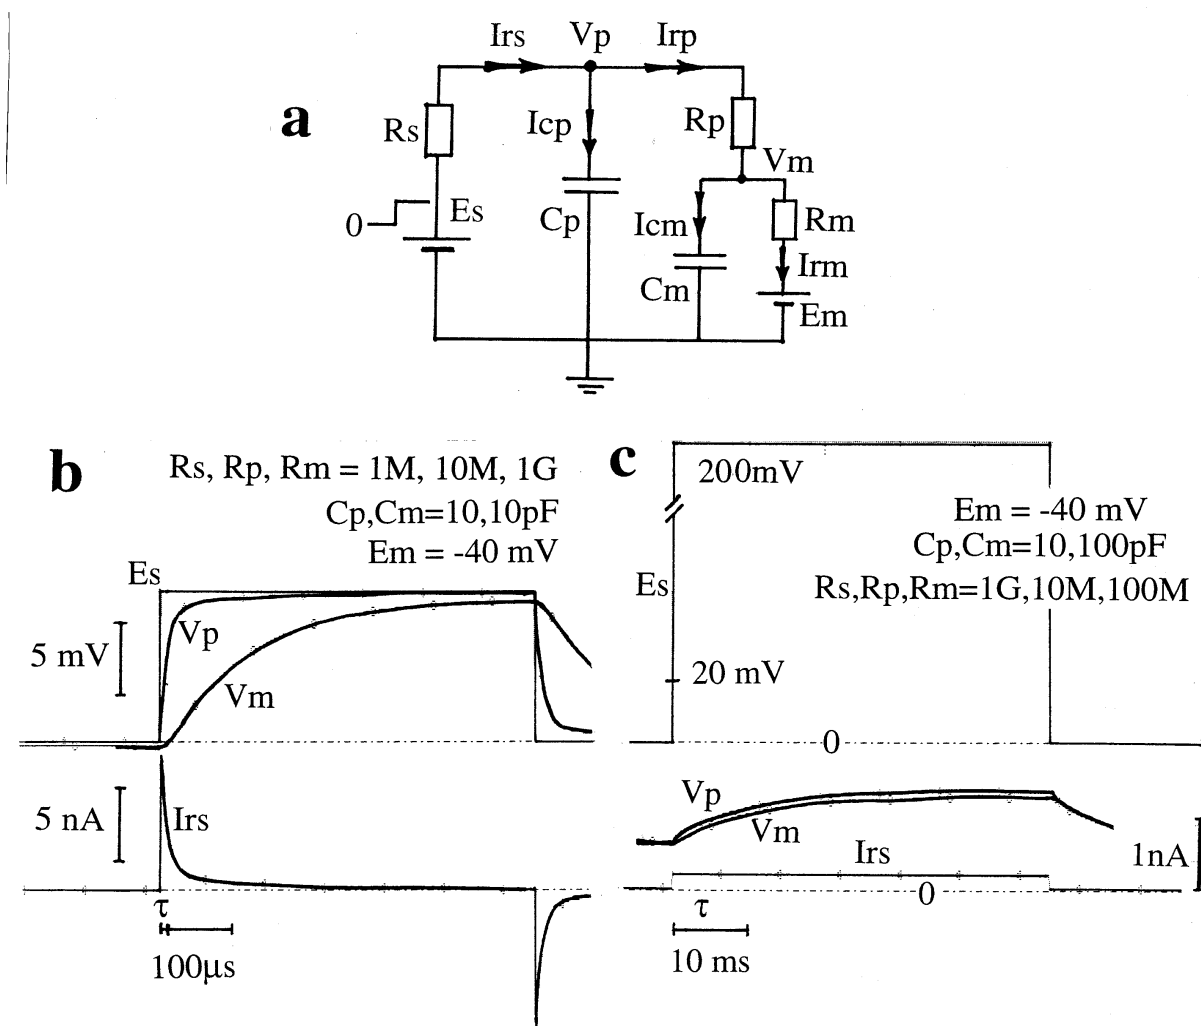 Irs Vp Irp
a
Rs Icp Rp
Vm
0 Es
Cp Icm Rm
Irm
Cm
Em
b
Rs, Rp, Rm = 1M, 10M, 1G
Cp,Cm=10,10pF
Em = -40 mV
Es
Vp
5 mV
Vm
5 nA
Irs
τ
100μs
c
200mV
Em = -40 mV
Cp,Cm=10,100pF
Es
Rs,Rp,Rm=1G,10M,100M
20 mV
0
Vp
Vm
Irs
1nA
0
τ
10 ms